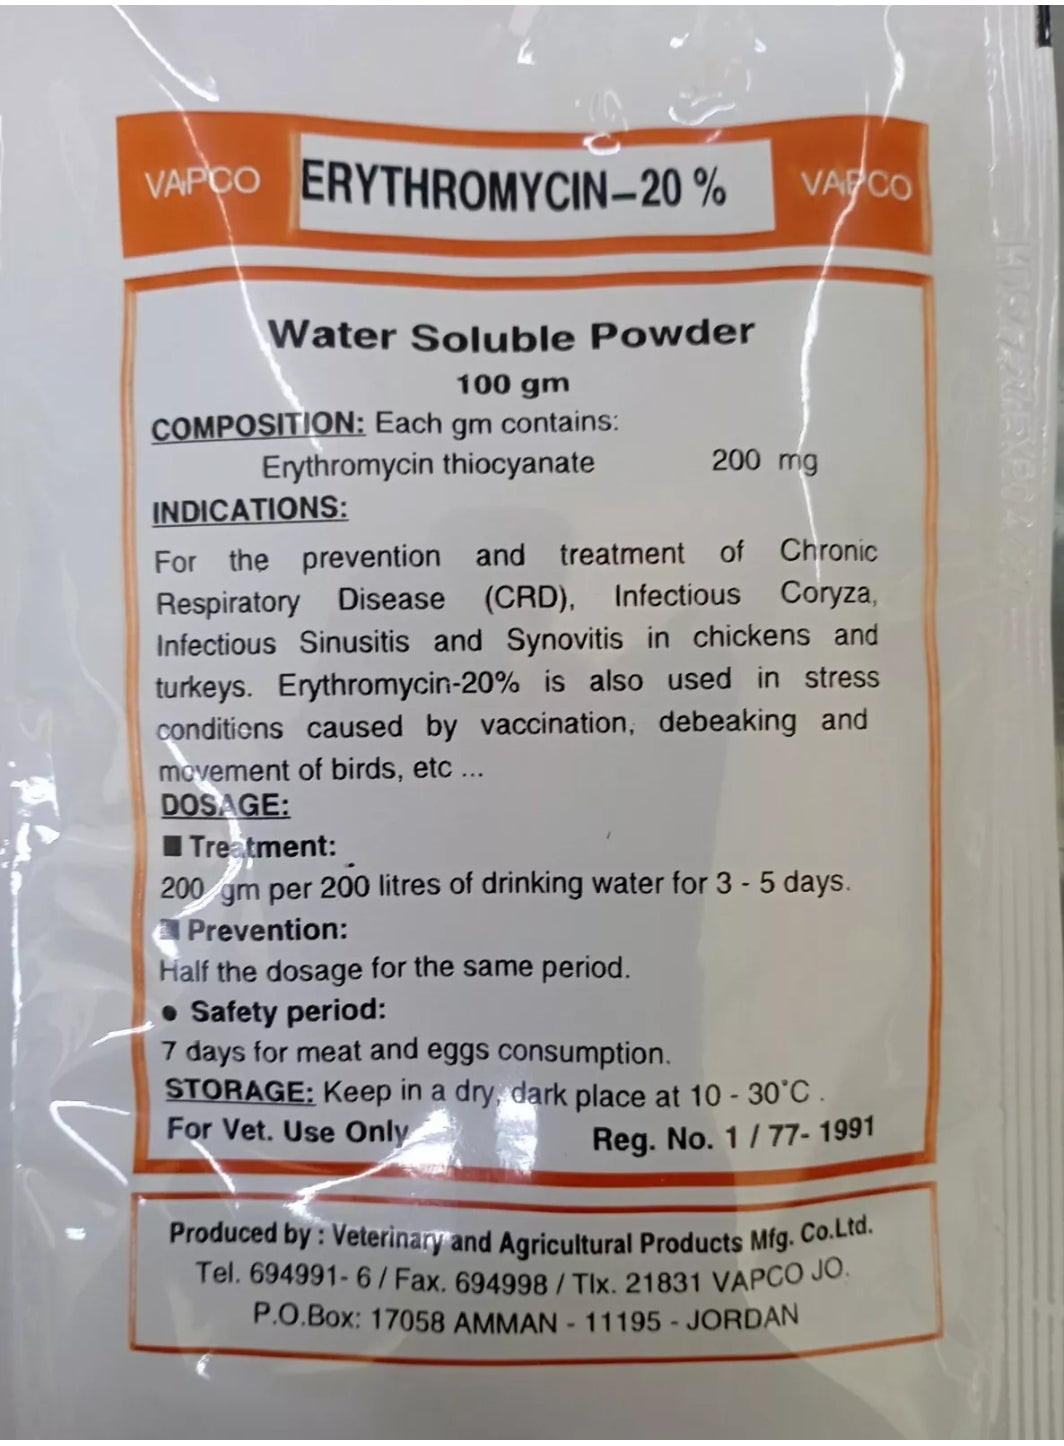 VAPCO ERYTHROMYCIN-20 % VAPCO
Water Soluble Powder
100 gm
COMPOSITION: Each gm contains:
Erythromycin thiocyanate 200 mg
INDICATIONS:
For the prevention and treatment of Chronic
Respiratory Disease (CRD), Infectious Coryza,
Infectious Sinusitis and Synovitis in chickens and
turkeys. Erythromycin-20% is also used in stress
conditions caused by vaccination, debeaking and
movement of birds, etc ...
DOSAGE:
■ Treatment:
200 gm per 200 litres of drinking water for 3 - 5 days.
■ Prevention:
Half the dosage for the same period.
● Safety period:
7 days for meat and eggs consumption.
STORAGE: Keep in a dry, dark place at 10 - 30°C .
For Vet. Use Only Reg. No. 1 / 77- 1991
Produced by : Veterinary and Agricultural Products Mfg. Co.Ltd.
Tel. 694991- 6 / Fax. 694998 / Tlx. 21831 VAPCO JO.
P.O.Box: 17058 AMMAN - 11195 - JORDAN